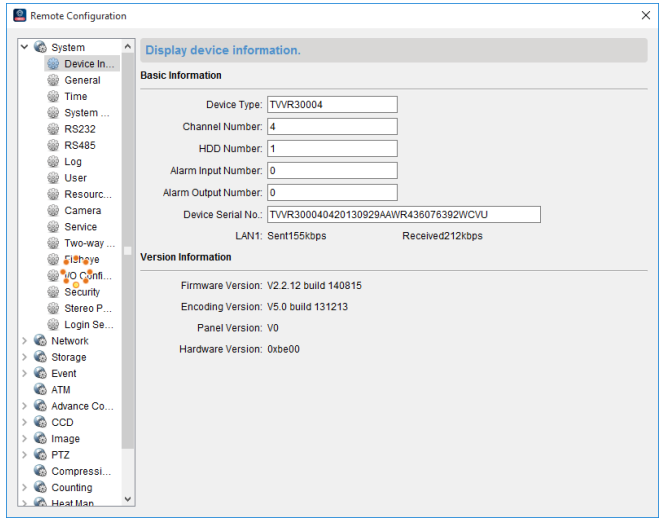 Remote Configuration
System
Device In...
General
Time
System ...
RS232
RS485
Log
User
Resourc...
Camera
Service
Two-way ...
Fisheye
I/O Confi...
Security
Stereo P...
Login Se...
Network
Storage
Event
ATM
Advance Co...
CCD
Image
PTZ
Compressi...
Counting
Heat Map
Display device information.
Basic Information
Device Type: TVVR30004
Channel Number: 4
HDD Number: 1
Alarm Input Number: 0
Alarm Output Number: 0
Device Serial No.: TVVR300040420130929AAWR436076392WCVU
LAN1: Sent155kbps Received212kbps
Version Information
Firmware Version: V2.2.12 build 140815
Encoding Version: V5.0 build 131213
Panel Version: V0
Hardware Version: 0xbe00